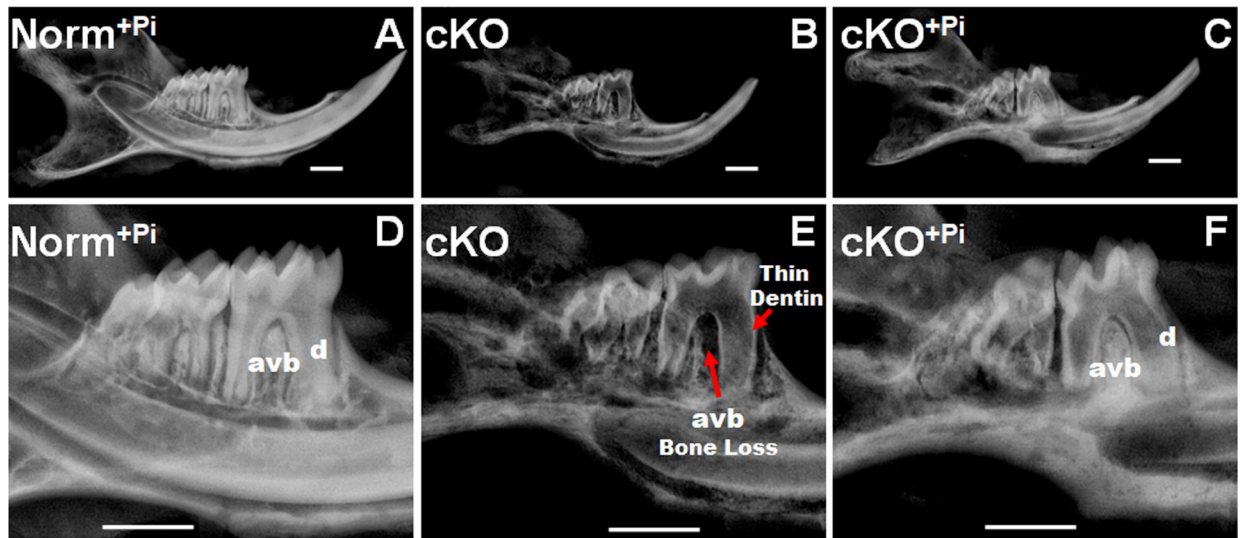 Norm+Pi A
cKO B
cKO+Pi C
Norm+Pi D
avb d
cKO E
Thin
Dentin
avb
Bone Loss
cKO+Pi F
avb d